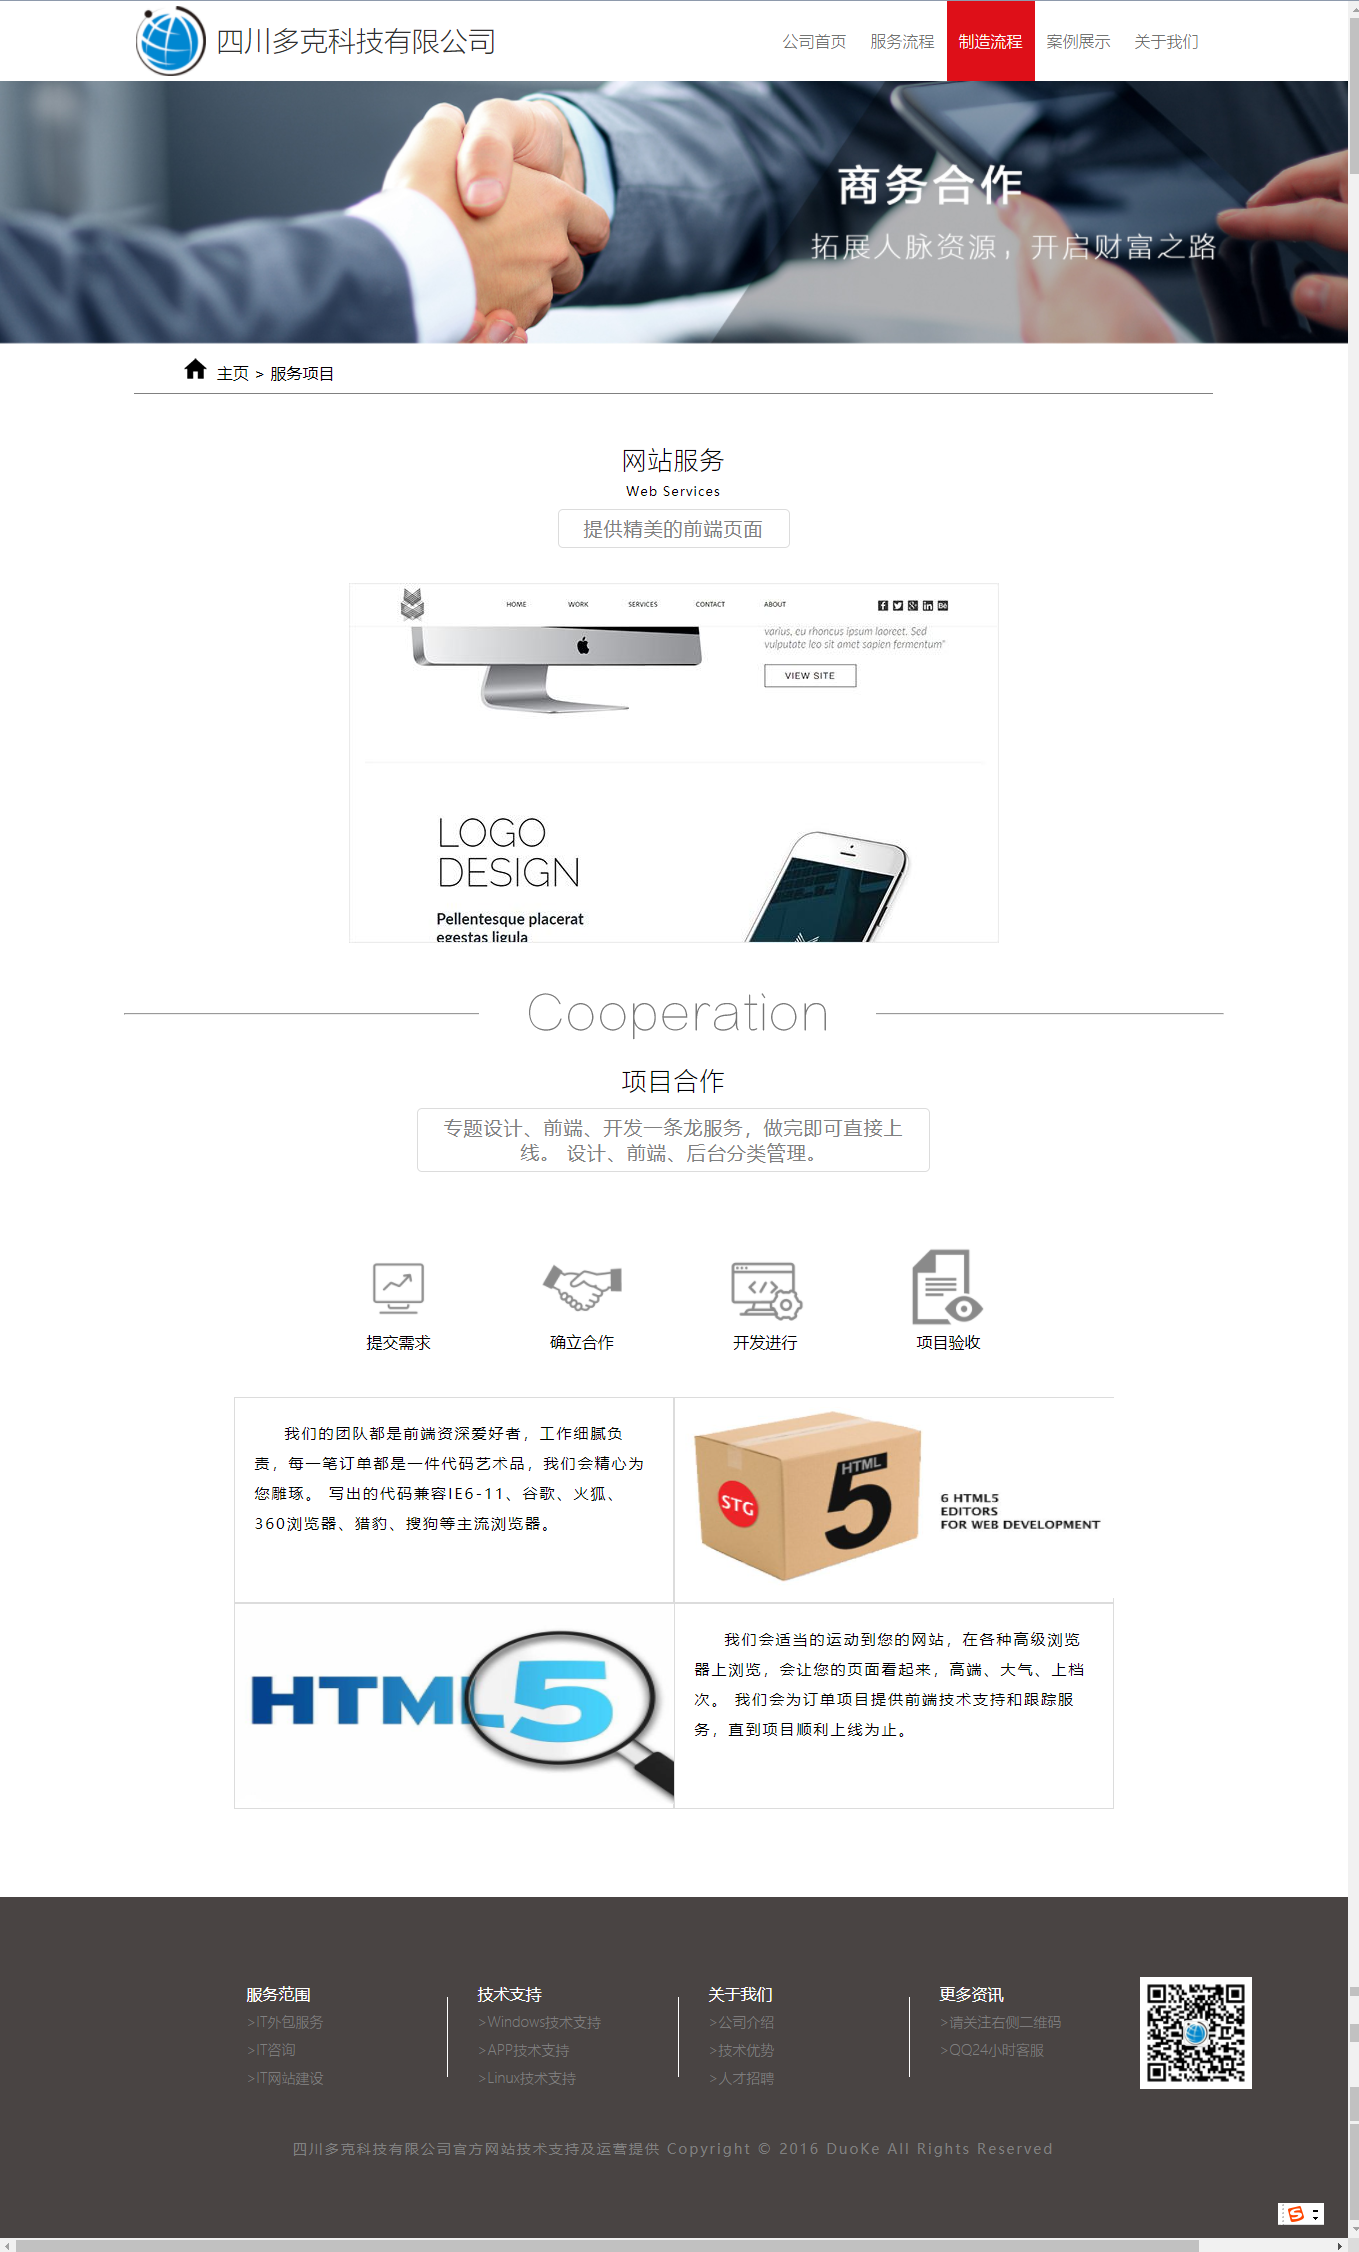 四川多克科技有限公司
公司首页 服务流程 制造流程 案例展示 关于我们
商务合作
拓展人脉资源，开启财富之路
主页 > 服务项目
网站服务
Web Services
提供精美的前端页面
HOME WORK SERVICES CONTACT ABOUT
varius, eu rhoncus ipsum laoreet. Sed
vulputate leo sit amet sapien fermentum"
VIEW SITE
LOGO
DESIGN
Pellentesque placerat
egestas ligula
Cooperation
项目合作
专题设计、前端、开发一条龙服务，做完即可直接上
线。 设计、前端、后台分类管理。
提交需求 确立合作 开发进行 项目验收
我们的团队都是前端资深爱好者，工作细腻负
责，每一笔订单都是一件代码艺术品，我们会精心为
您雕琢。 写出的代码兼容IE6-11、谷歌、火狐、
360浏览器、猎豹、搜狗等主流浏览器。
HTML
5
STG
6 HTML5
EDITORS
FOR WEB DEVELOPMENT
HTML5
我们会适当的运动到您的网站，在各种高级浏览
器上浏览，会让您的页面看起来，高端、大气、上档
次。 我们会为订单项目提供前端技术支持和跟踪服
务，直到项目顺利上线为止。
服务范围
>IT外包服务
>IT咨询
>IT网站建设
技术支持
>Windows技术支持
>APP技术支持
>Linux技术支持
关于我们
>公司介绍
>技术优势
>人才招聘
更多资讯
>请关注右侧二维码
>QQ24小时客服
四川多克科技有限公司官方网站技术支持及运营提供 Copyright © 2016 DuoKe All Rights Reserved